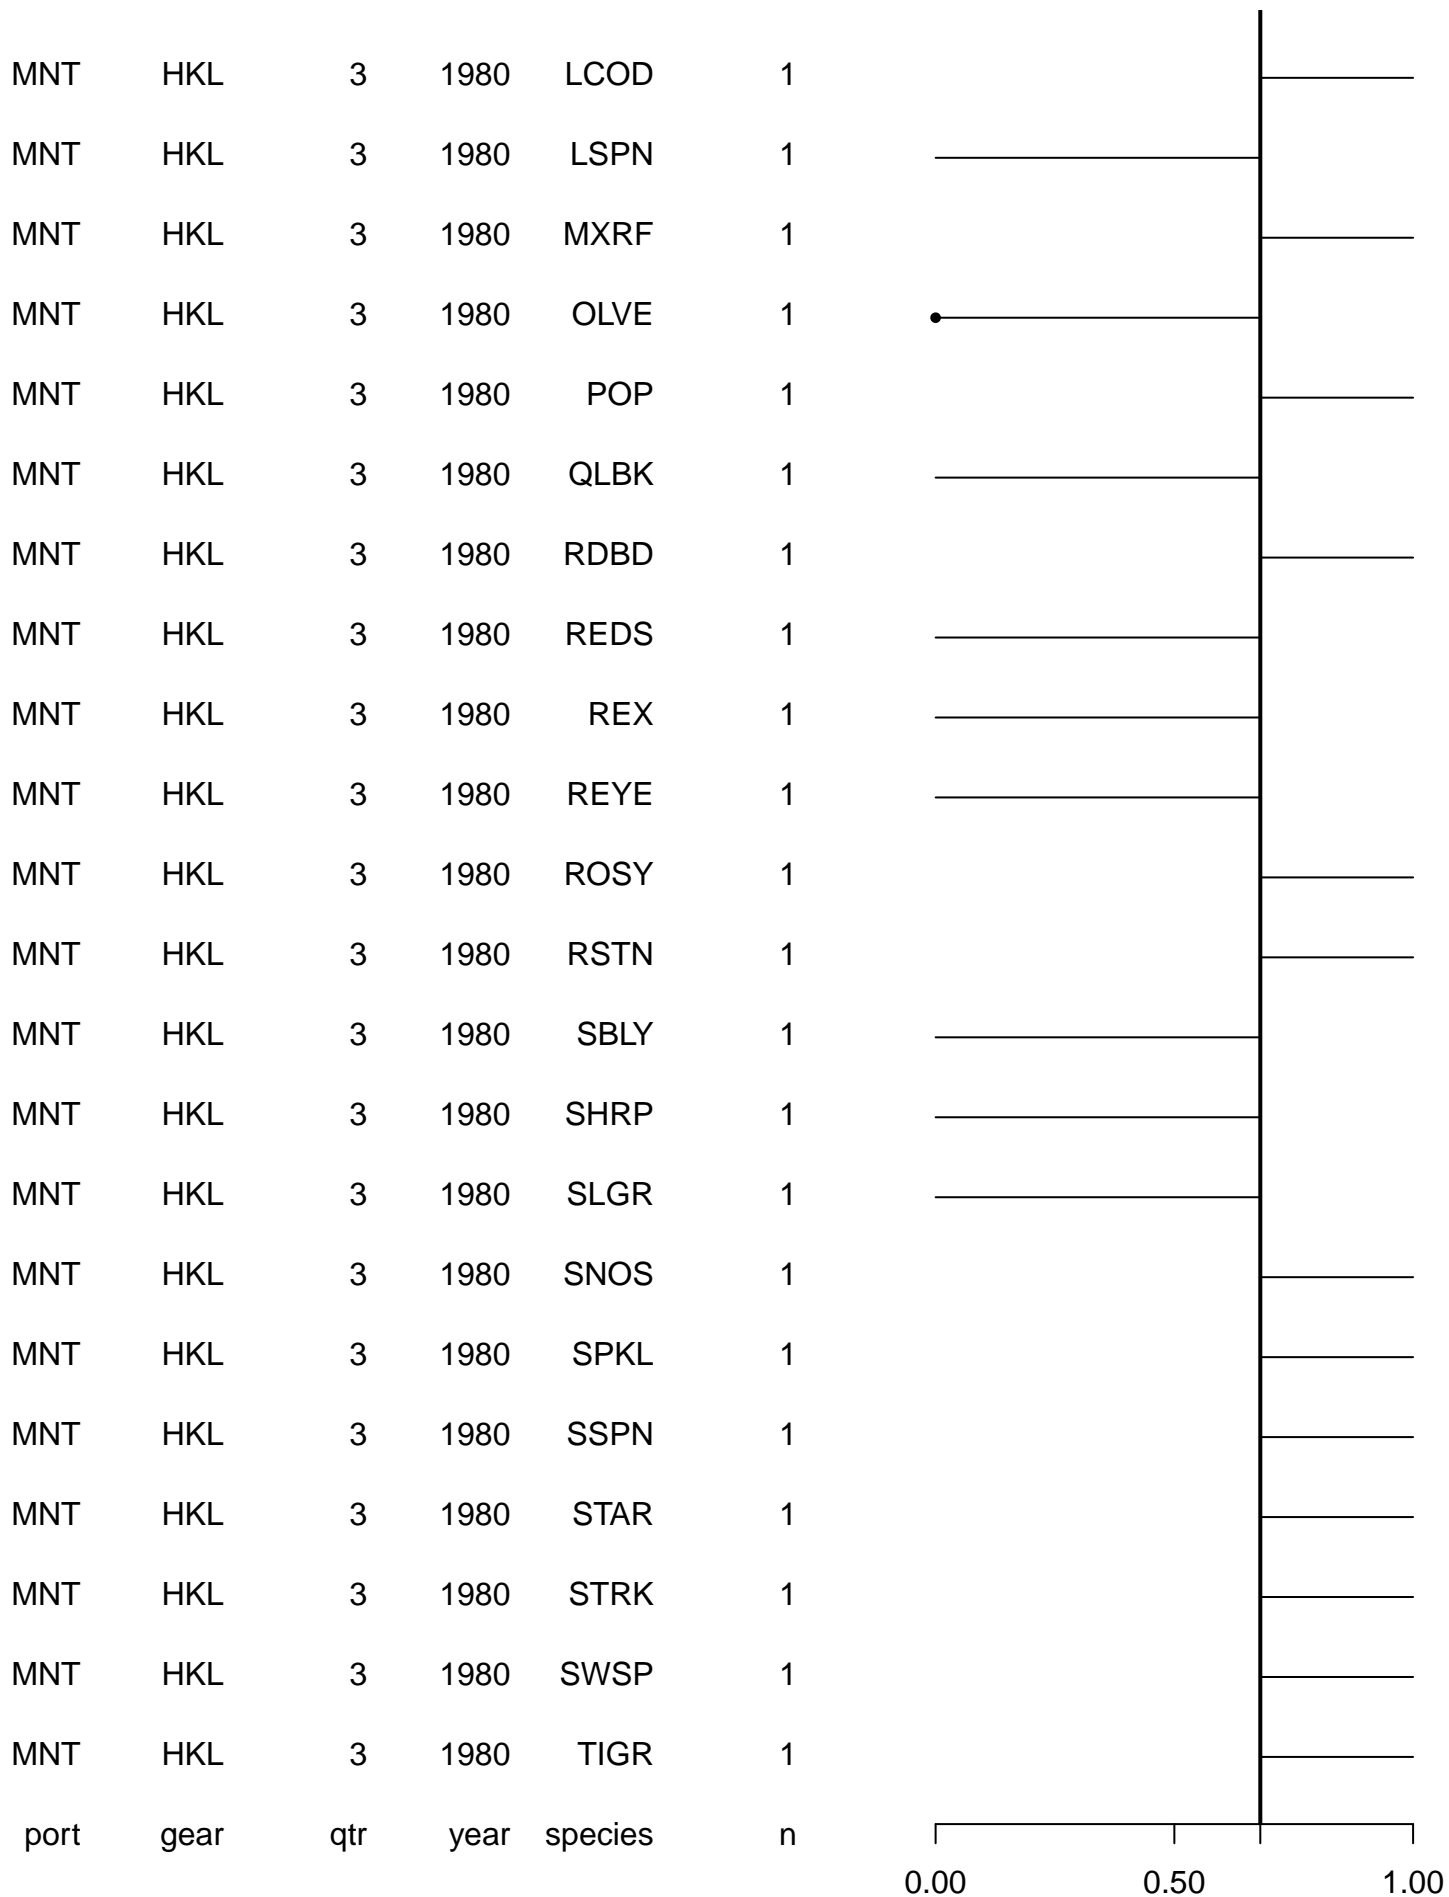 MNT HKL 3 1980 LCOD 1
MNT HKL 3 1980 LSPN 1
MNT HKL 3 1980 MXRF 1
MNT HKL 3 1980 OLVE 1
MNT HKL 3 1980 POP 1
MNT HKL 3 1980 QLBK 1
MNT HKL 3 1980 RDBD 1
MNT HKL 3 1980 REDS 1
MNT HKL 3 1980 REX 1
MNT HKL 3 1980 REYE 1
MNT HKL 3 1980 ROSY 1
MNT HKL 3 1980 RSTN 1
MNT HKL 3 1980 SBLY 1
MNT HKL 3 1980 SHRP 1
MNT HKL 3 1980 SLGR 1
MNT HKL 3 1980 SNOS 1
MNT HKL 3 1980 SPKL 1
MNT HKL 3 1980 SSPN 1
MNT HKL 3 1980 STAR 1
MNT HKL 3 1980 STRK 1
MNT HKL 3 1980 SWSP 1
MNT HKL 3 1980 TIGR 1
port gear qtr year species n
0.00 0.50 1.00